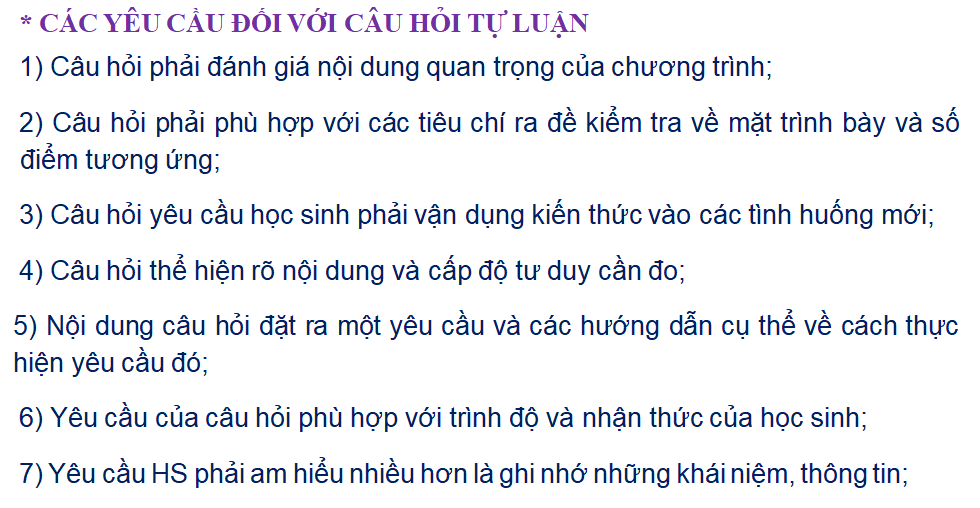 * CÁC YÊU CẦU ĐỐI VỚI CÂU HỎI TỰ LUẬN
1) Câu hỏi phải đánh giá nội dung quan trọng của chương trình;
2) Câu hỏi phải phù hợp với các tiêu chí ra đề kiểm tra về mặt trình bày và số
điểm tương ứng;
3) Câu hỏi yêu cầu học sinh phải vận dụng kiến thức vào các tình huống mới;
4) Câu hỏi thể hiện rõ nội dung và cấp độ tư duy cần đo;
5) Nội dung câu hỏi đặt ra một yêu cầu và các hướng dẫn cụ thể về cách thực
hiện yêu cầu đó;
6) Yêu cầu của câu hỏi phù hợp với trình độ và nhận thức của học sinh;
7) Yêu cầu HS phải am hiểu nhiều hơn là ghi nhớ những khái niệm, thông tin;